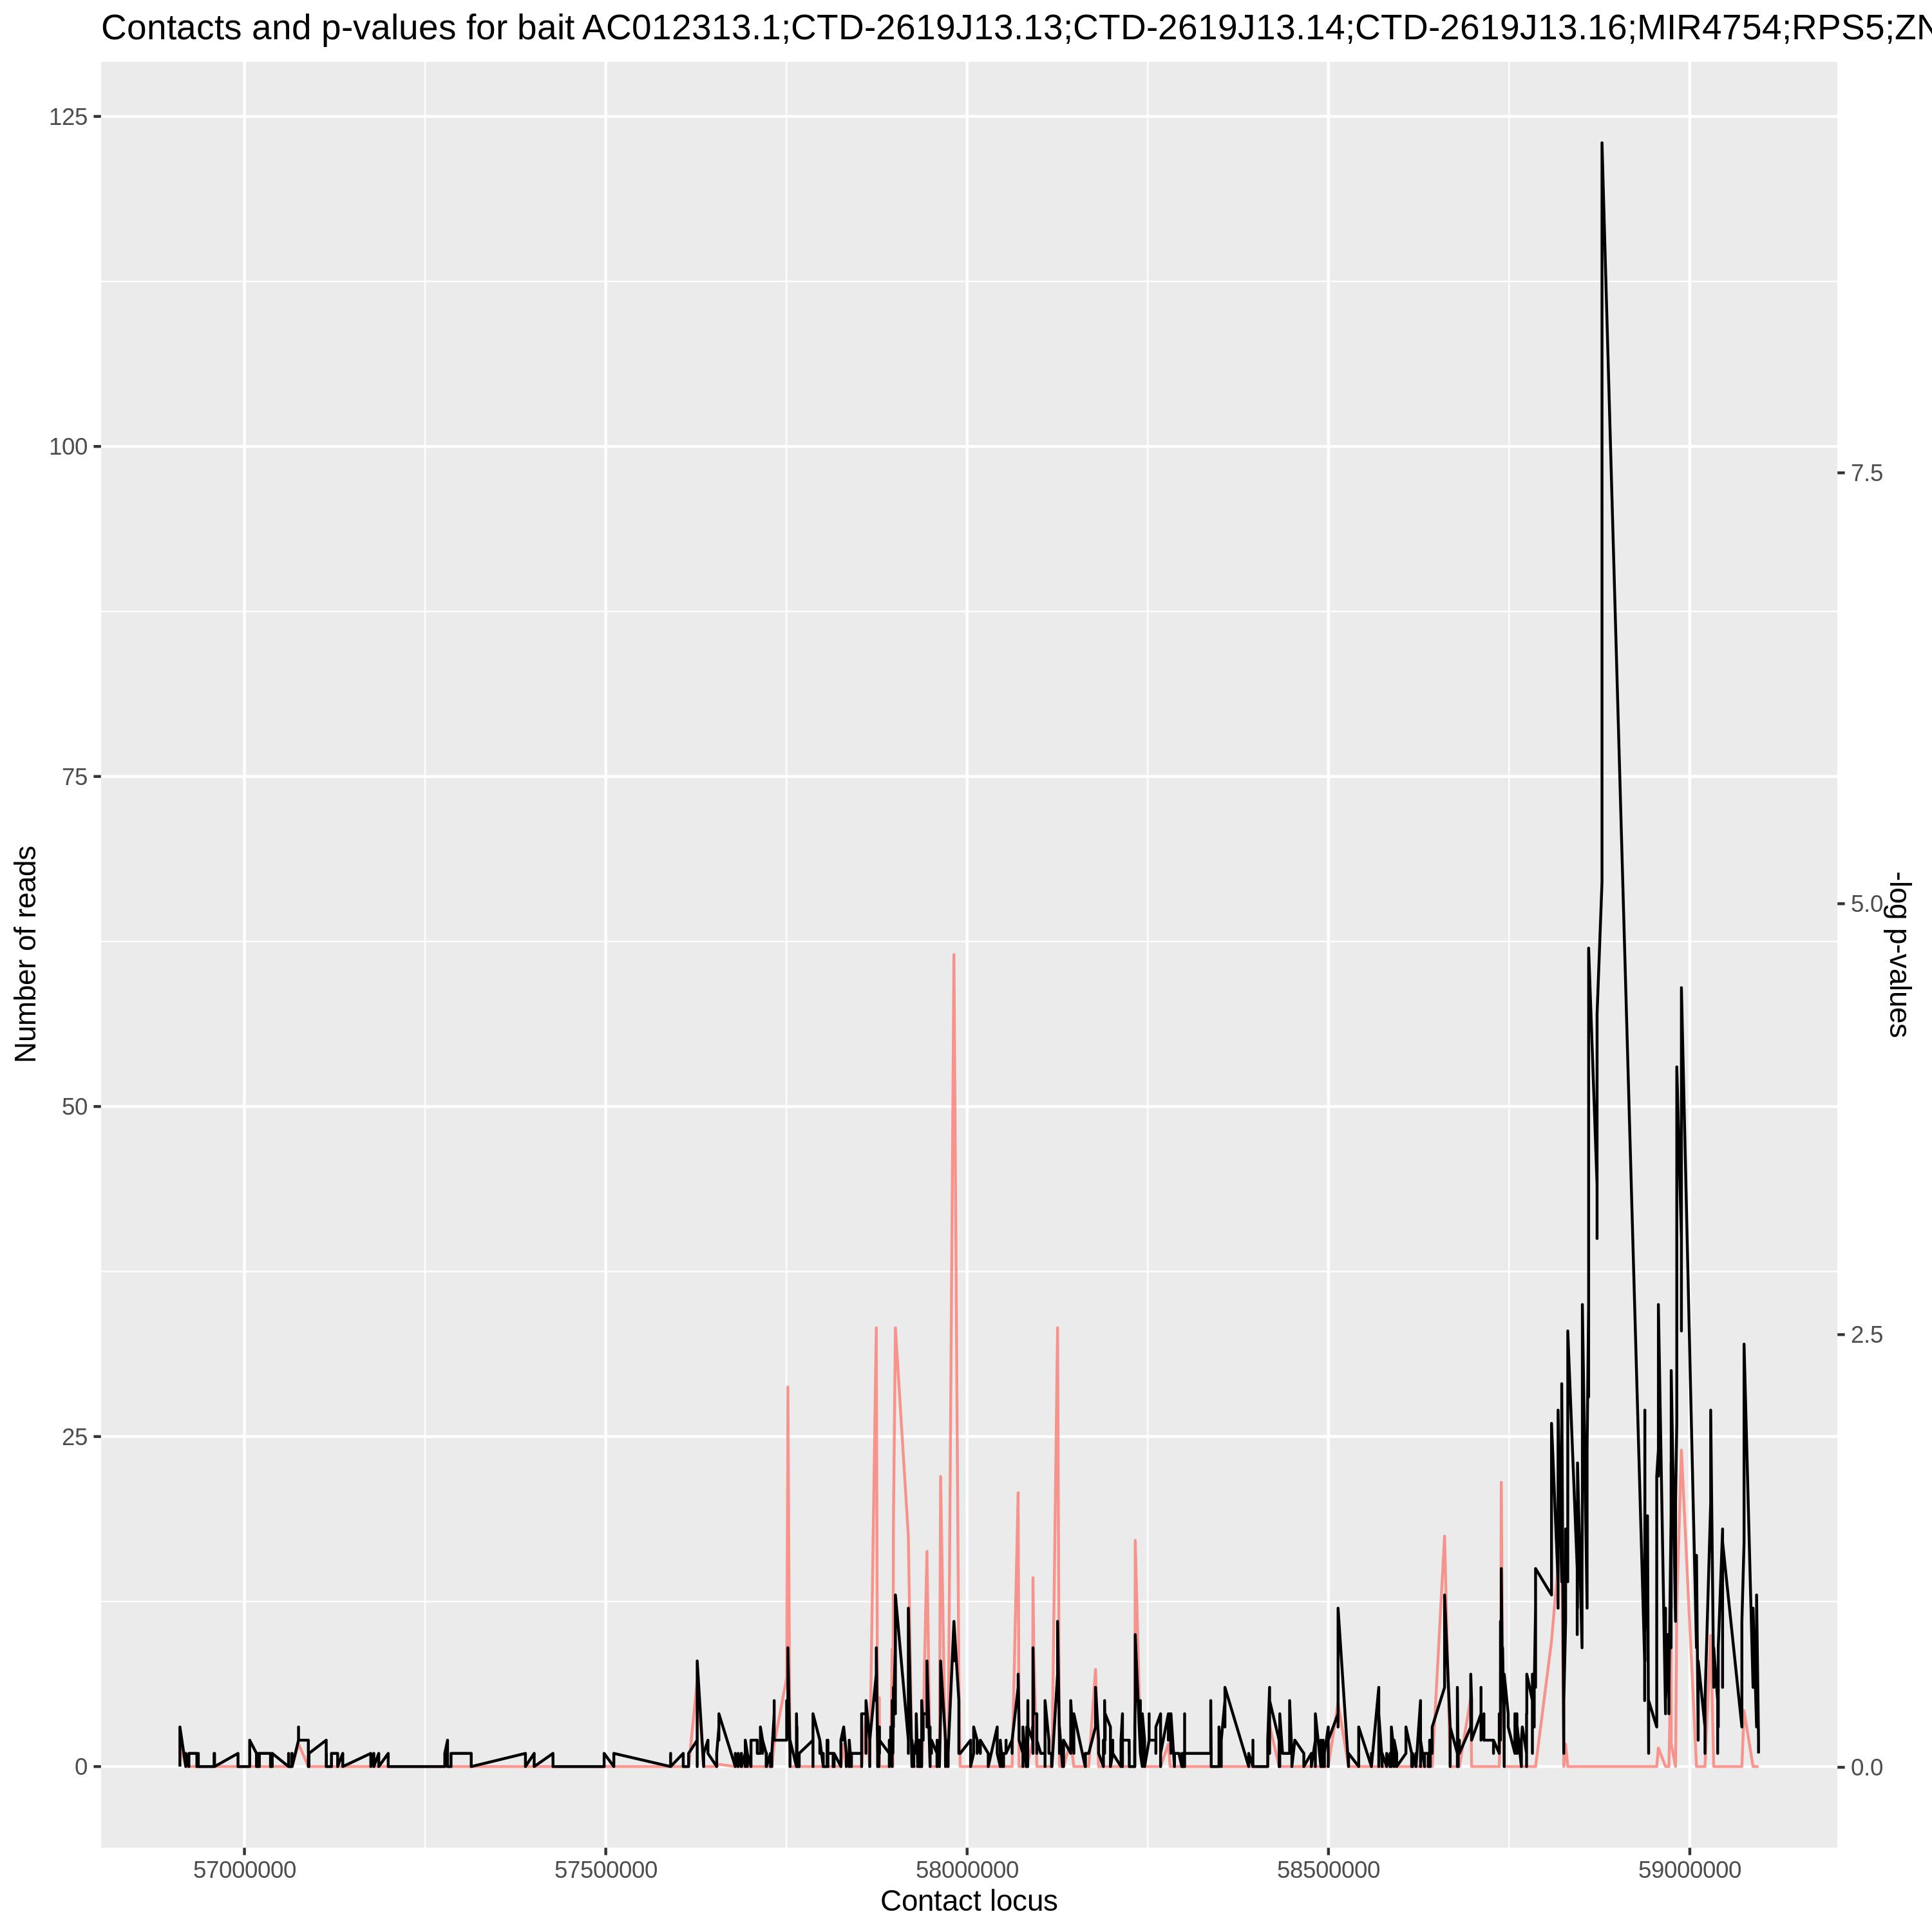 Contacts and p-values for bait AC012313.1;CTD-2619J13.13;CTD-2619J13.14;CTD-2619J13.16;MIR4754;RPS5;
125
100
75
50
25
0
Number of reads
7.5
5.0
2.5
0.0
-log p-values
57000000 57500000 58000000 58500000 59000000
Contact locus